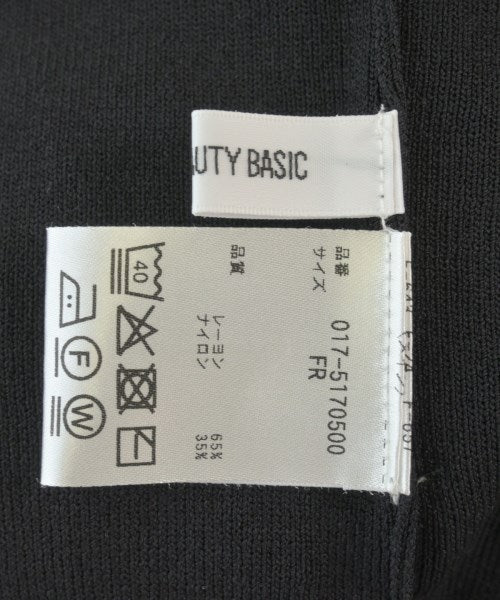 UTY BASIC
品番 017-5170500
サイズ FR
品質
レーヨン 65%
ナイロン 35%
40
F
W